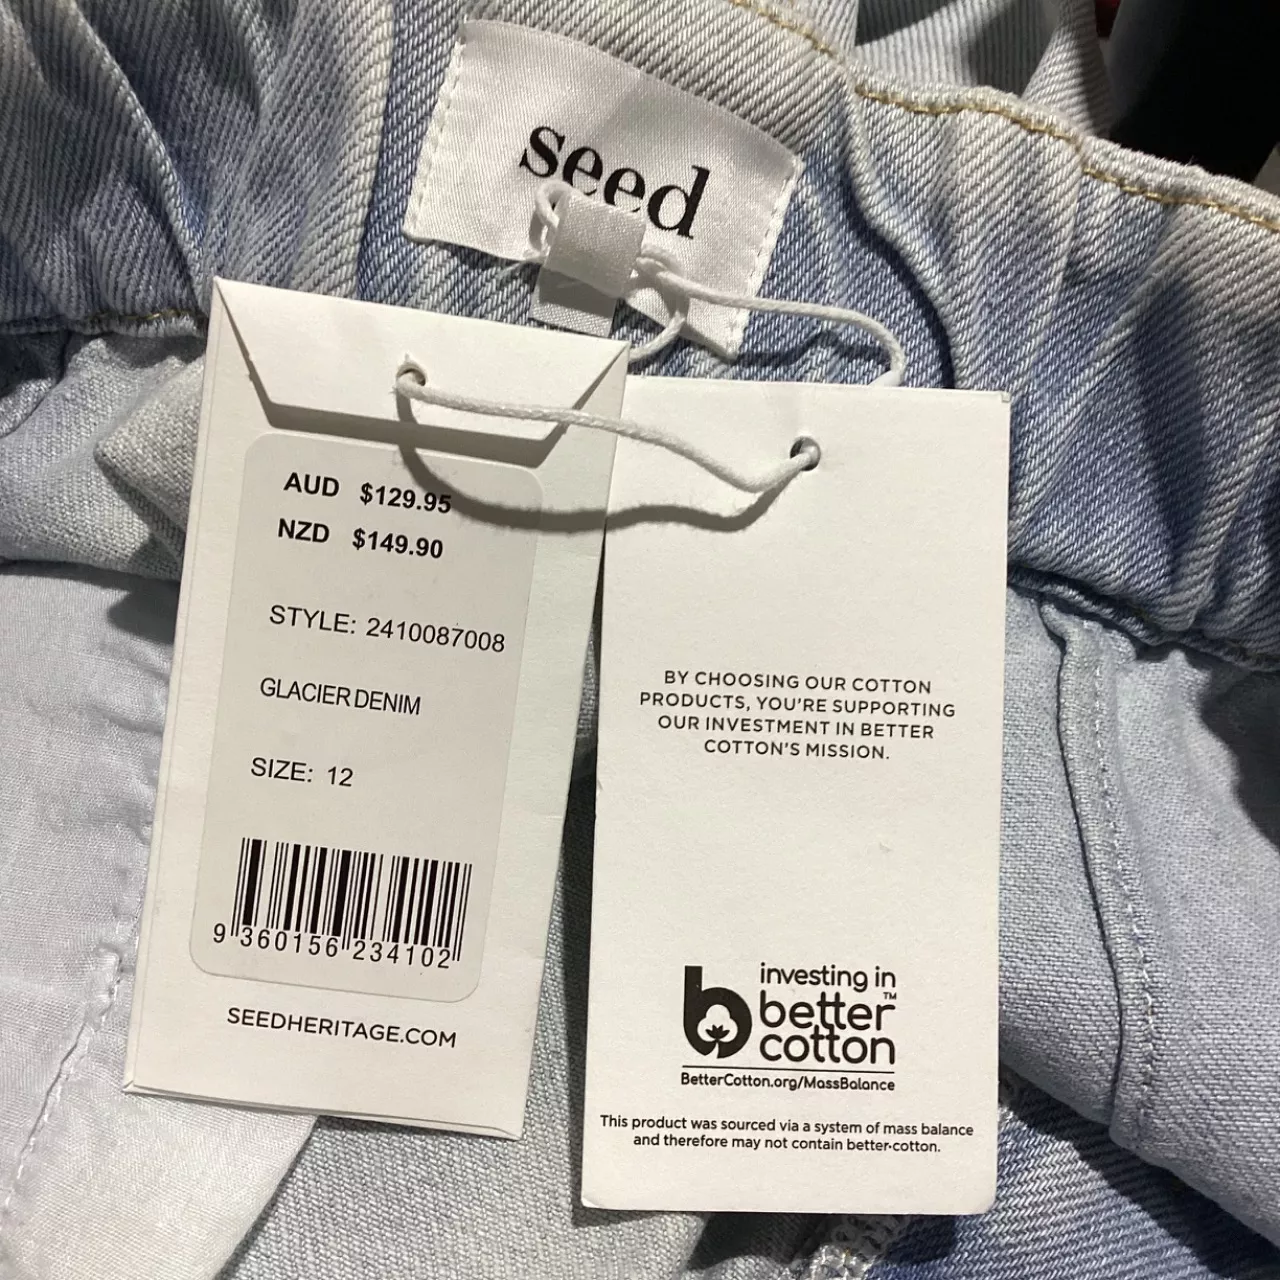 seed
AUD $129.95
NZD $149.90
STYLE: 2410087008
GLACIER DENIM
SIZE: 12
9 360156 234102
SEEDHERITAGE.COM
BY CHOOSING OUR COTTON
PRODUCTS, YOU'RE SUPPORTING
OUR INVESTMENT IN BETTER
COTTON'S MISSION.
investing in
better™
cotton
BetterCotton.org/MassBalance
This product was sourced via a system of mass balance
and therefore may not contain better cotton.